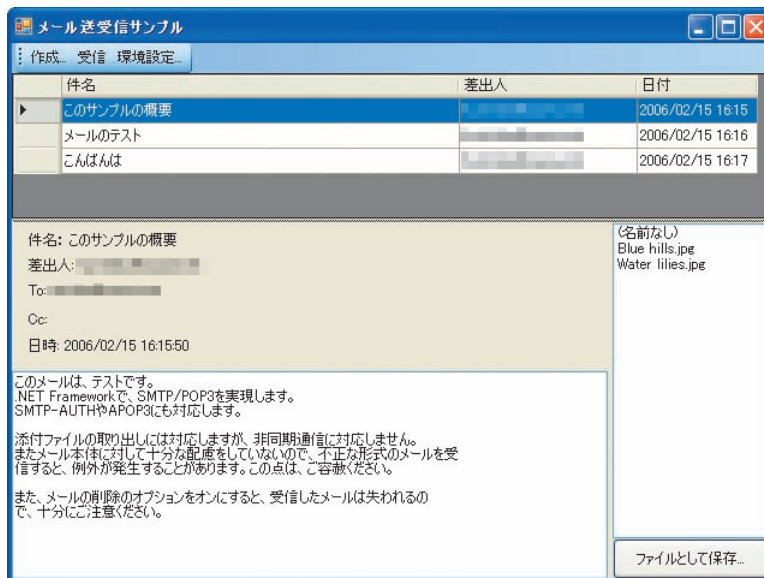 メール送受信サンプル
作成... 受信 環境設定...
件名 差出人 日付
このサンプルの概要 2006/02/15 16:15
メールのテスト 2006/02/15 16:16
こんばんは 2006/02/15 16:17
件名: このサンプルの概要
差出人:
To:
Cc:
日時: 2006/02/15 16:15:50
(名前なし)
Blue hills.jpg
Water lilies.jpg
このメールは、テストです。
.NET Frameworkで、SMTP/POP3を実現します。
SMTP-AUTHやAPOP3にも対応します。
添付ファイルの取り出しには対応しますが、非同期通信に対応しません。
またメール本体に対して十分な配慮をしていないので、不正な形式のメールを受
信すると、例外が発生することがあります。この点は、ご容赦ください。
また、メールの削除のオプションをオンにすると、受信したメールは失われるの
で、十分にご注意ください。
ファイルとして保存...